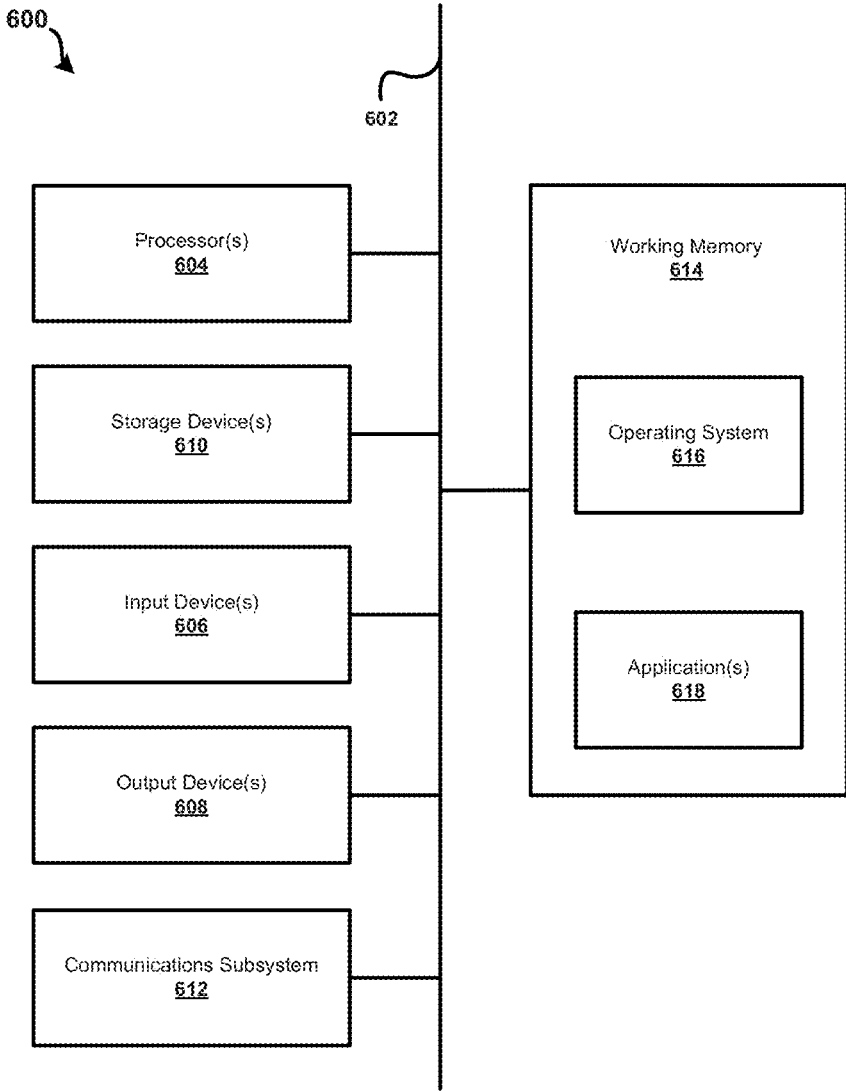 600
602
Processor(s)
604
Storage Device(s)
610
Input Device(s)
606
Output Device(s)
608
Communications Subsystem
612
Working Memory
614
Operating System
616
Application(s)
618